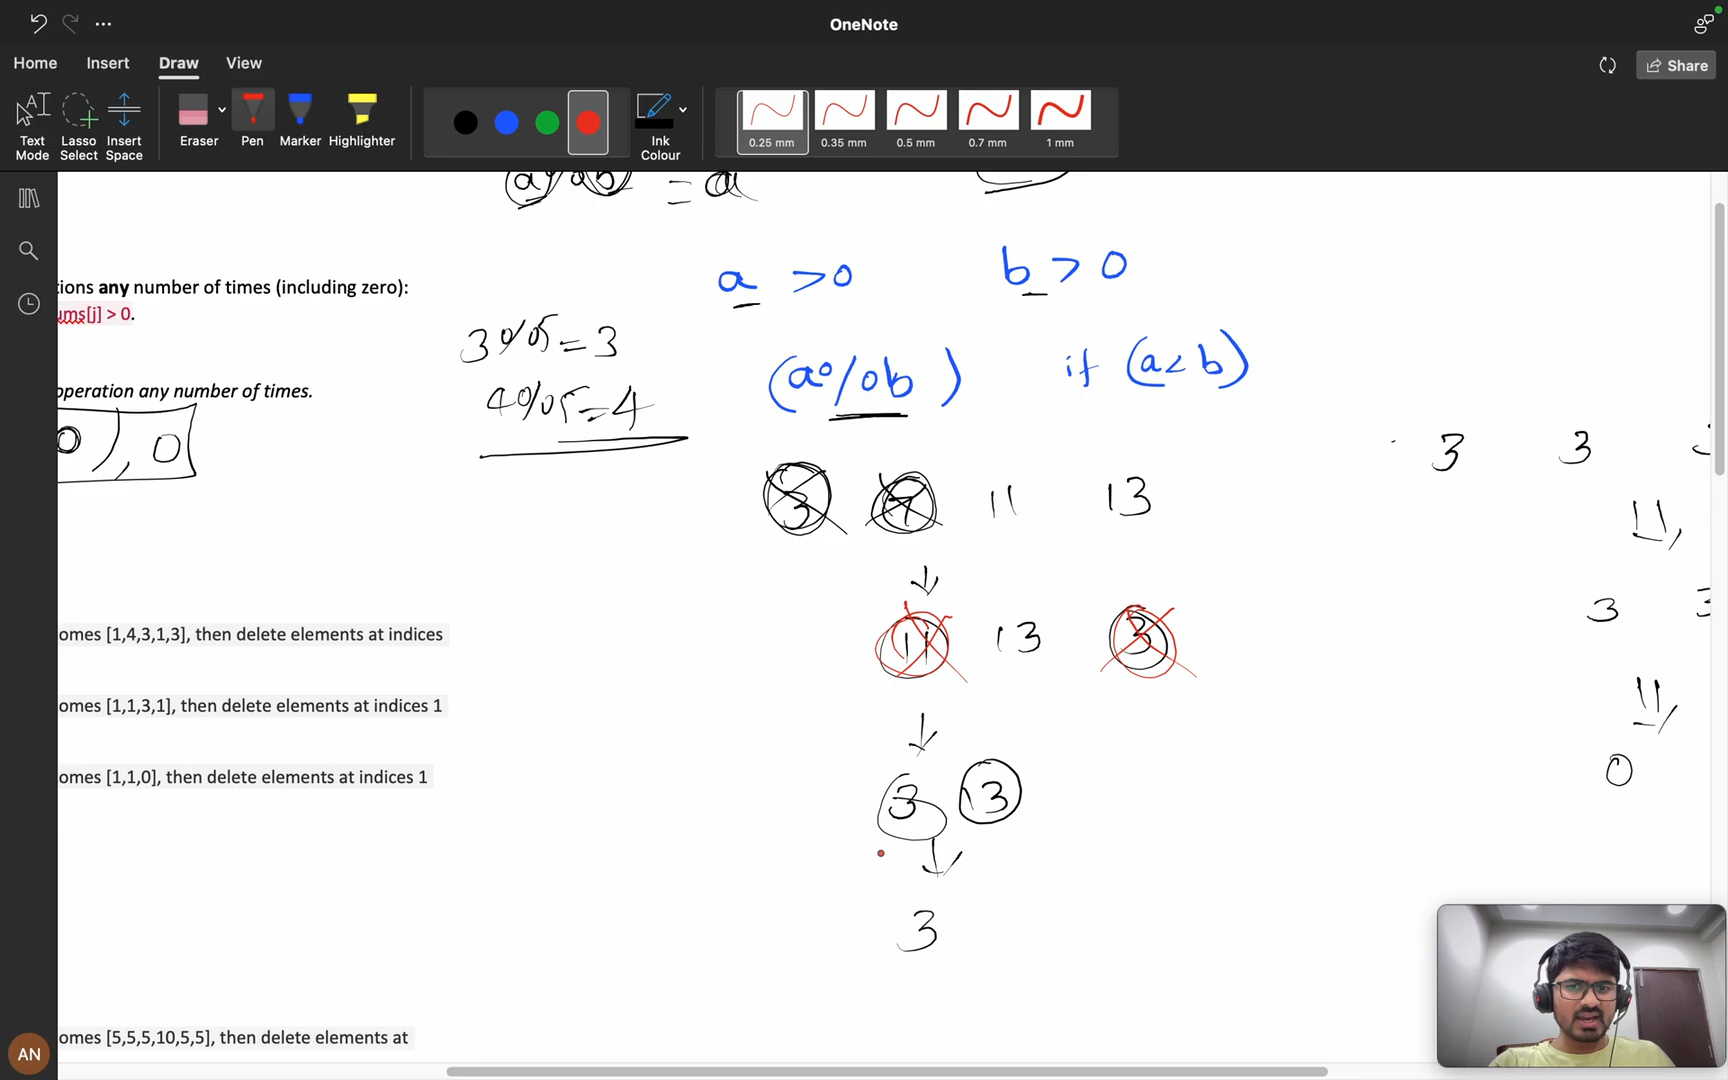 OneNote
Home Insert Draw View
Share
Text Mode
Lasso Select
Insert Space
Eraser
Pen
Marker
Highlighter
Ink Colour
0.25 mm
0.35 mm
0.5 mm
0.7 mm
1 mm
= a
a > 0 b > 0
tions any number of times (including zero):
ums[j] > 0.
3%5=3
(a%b) if (a<b)
operation any number of times.
4%5=4
0), 0
3 3
3 7 11 13
11
3
omes [1,4,3,1,3], then delete elements at indices
11 13 3
omes [1,1,3,1], then delete elements at indices 1
11
omes [1,1,0], then delete elements at indices 1
0
3 13
3
omes [5,5,5,10,5,5], then delete elements at
AN